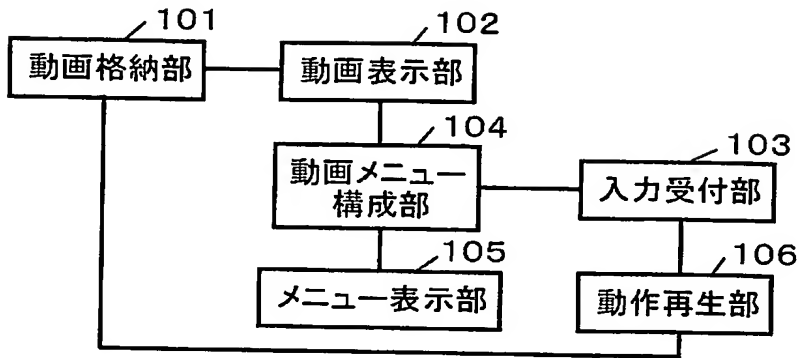 101
動画格納部
102
動画表示部
104
動画メニュー
構成部
103
入力受付部
105
メニュー表示部
106
動作再生部